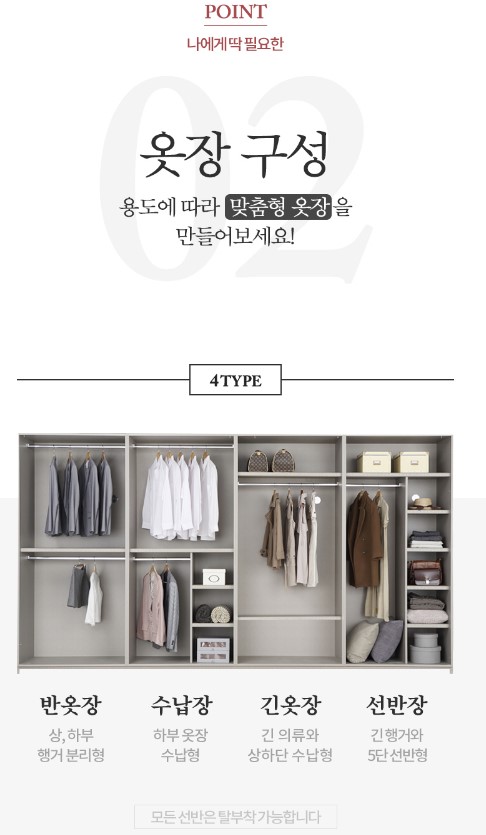 POINT
나에게 딱 필요한
02
옷장 구성
용도에 따라 맞춤형 옷장을
만들어보세요!
4TYPE
반옷장 수납장 긴옷장 선반장
상, 하부 하부 옷장 긴 의류와 긴 행거와
행거 분리형 수납형 상하단 수납형 5단 선반형
모든 선반은 탈부착 가능합니다